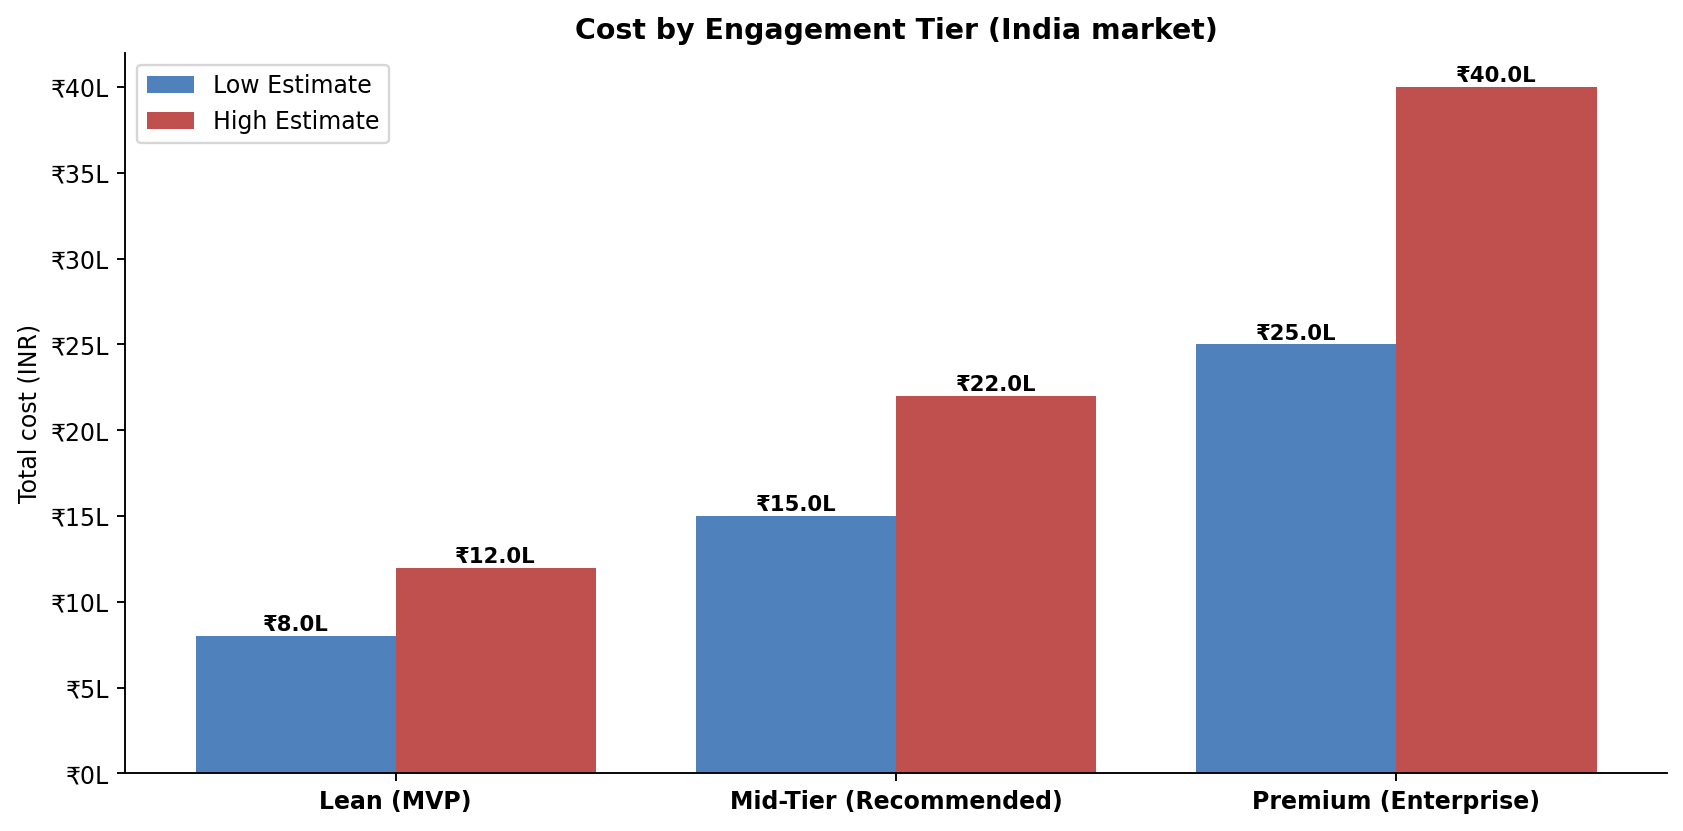 Cost by Engagement Tier (India market)
Low Estimate
High Estimate
Total cost (INR)
₹40L
₹35L
₹30L
₹25L
₹20L
₹15L
₹10L
₹5L
₹0L
₹8.0L
₹12.0L
₹15.0L
₹22.0L
₹25.0L
₹40.0L
Lean (MVP)
Mid-Tier (Recommended)
Premium (Enterprise)